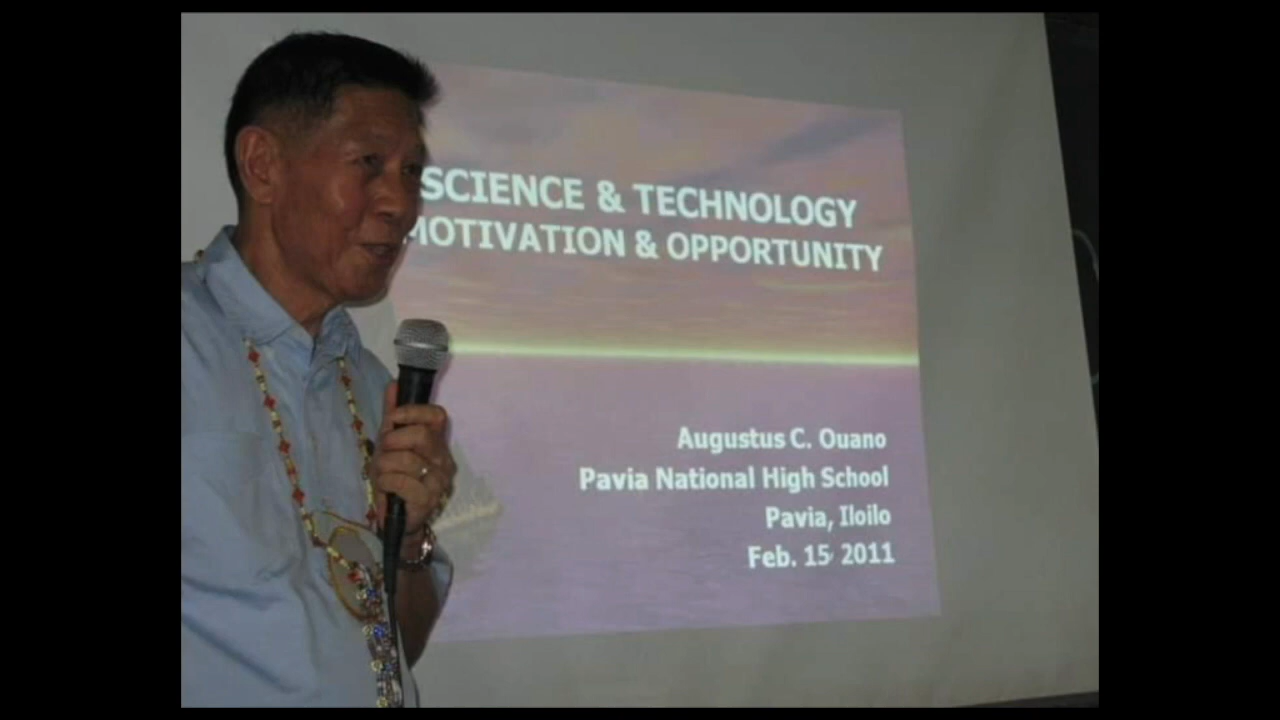 SCIENCE & TECHNOLOGY
MOTIVATION & OPPORTUNITY
Augustus C. Ouano
Pavia National High School
Pavia, Iloilo
Feb. 15, 2011